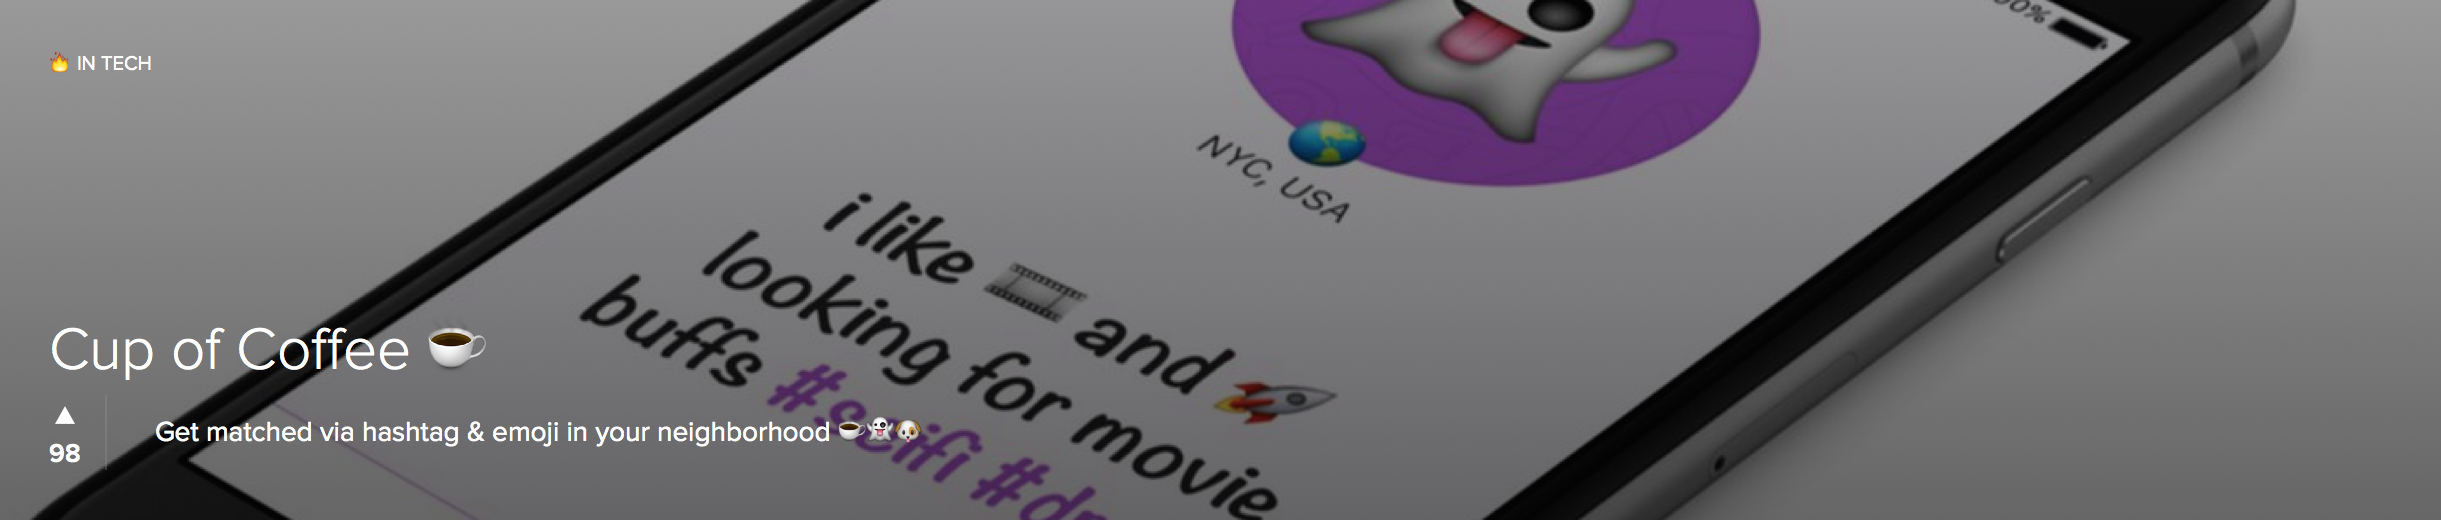 🔥 IN TECH
00%
NYC, USA
i like 🎞 and 🚀
looking for movie
buffs #scifi
Cup of Coffee ☕
98
Get matched via hashtag & emoji in your neighborhood ☕👻🐶